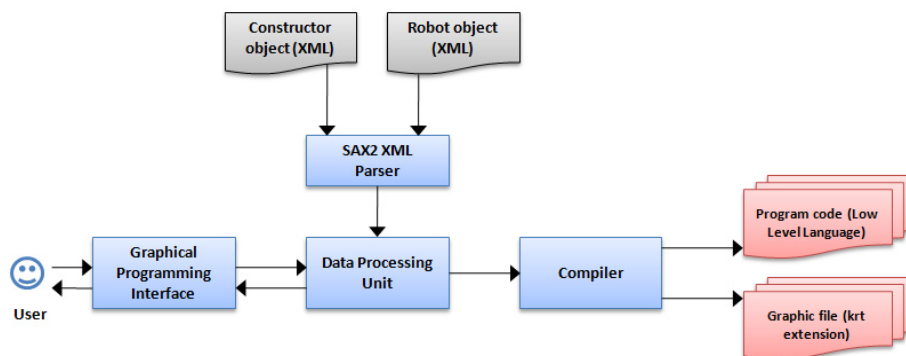 Constructor
object (XML)
Robot object
(XML)
SAX2 XML
Parser
Program code (Low
Level Language)
Graphical
Programming
Interface
Data Processing
Unit
Compiler
User
Graphic file (krt
extension)